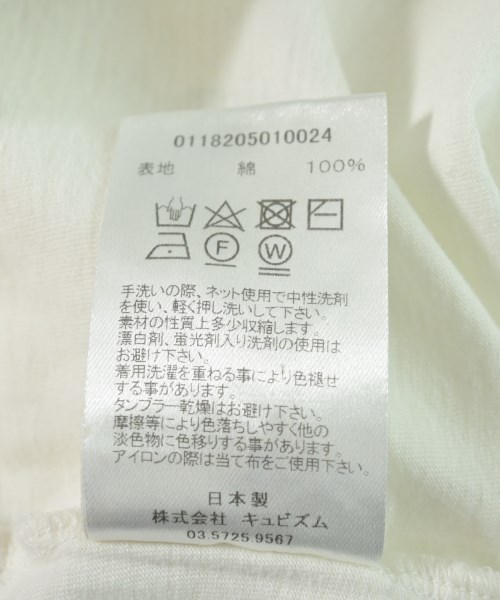 0118205010024
表地 綿 100%
F W
手洗いの際、ネット使用で中性洗剤
を使い、軽く押し洗いして下さい。
素材の性質上多少収縮します。
漂白剤、蛍光剤入り洗剤の使用は
お避け下さい。
着用洗濯を重ねる事により色褪せ
する事があります。
タンブラー乾燥はお避け下さい。
摩擦等により色落ちしやすく他の
淡色物に色移りする事があります。
アイロンの際は当て布をご使用下さい。
日本製
株式会社 キュビズム
03.5725.9567